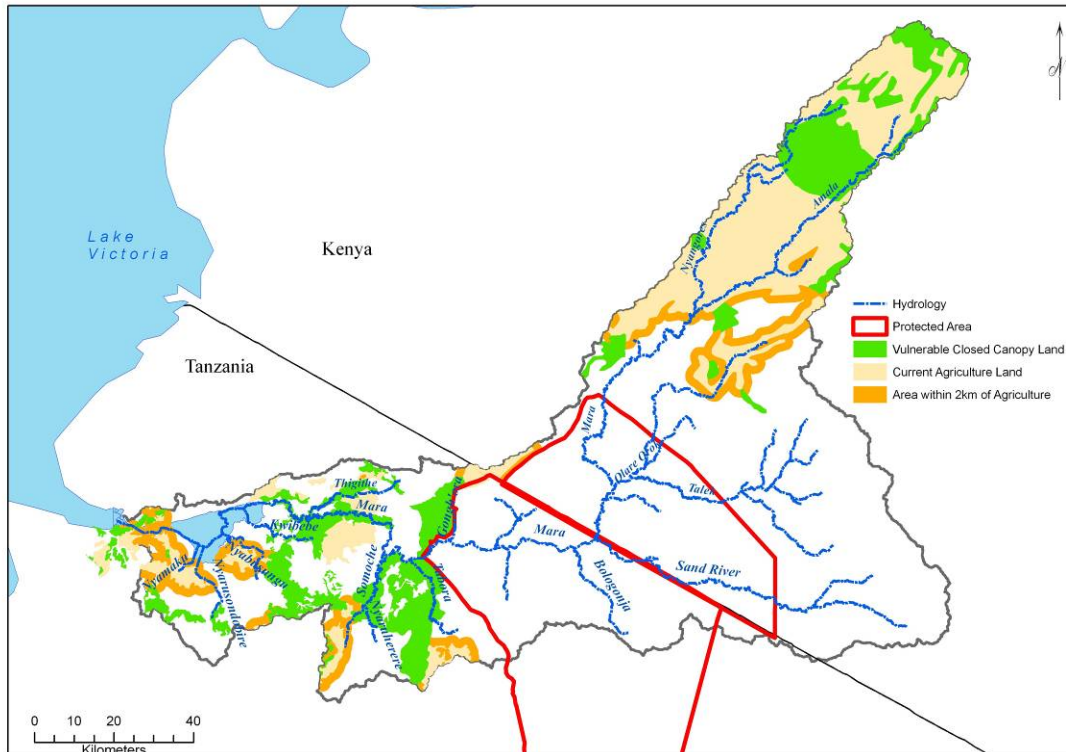 N
Amala
Lake
Victoria
Kenya
Nyangores
Hydrology
Protected Area
Vulnerable Closed Canopy Land
Current Agriculture Land
Area within 2km of Agriculture
Tanzania
Mara
Olare Orok
Talek
Thigithe
Mara
Kwibebe
Mara
Sand River
Nyamaku
Somoche
Tobora
Bologonja
0 10 20 40
Kilometers